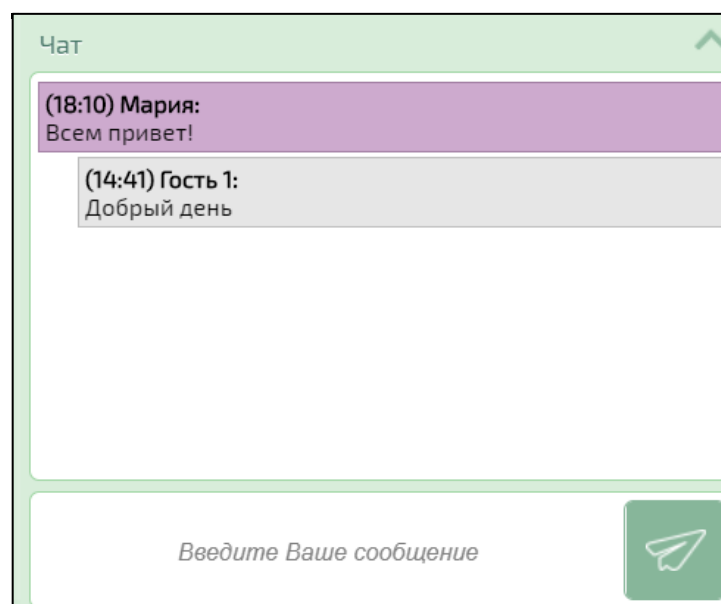 Чат
(18:10) Мария:
Всем привет!
(14:41) Гость 1:
Добрый день
Введите Ваше сообщение